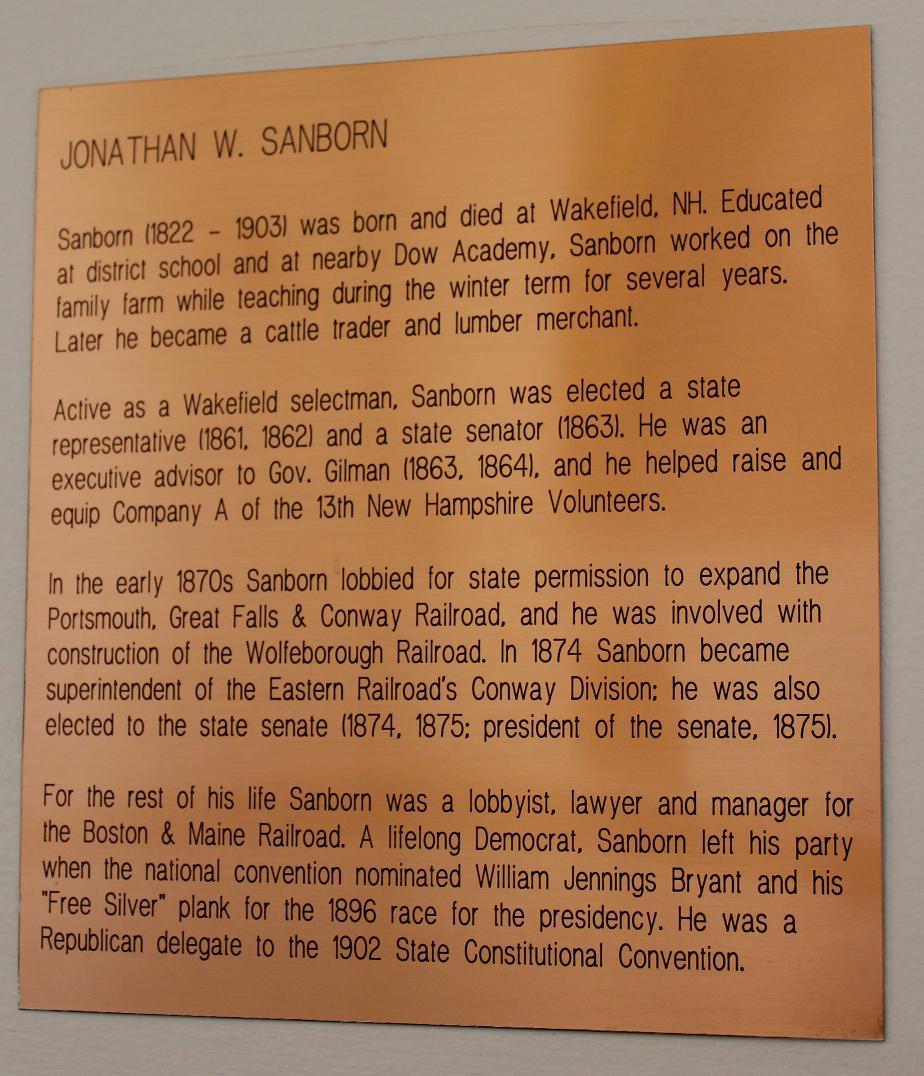 JONATHAN W. SANBORN
Sanborn (1822 - 1903) was born and died at Wakefield, NH. Educated
at district school and at nearby Dow Academy, Sanborn worked on the
family farm while teaching during the winter term for several years.
Later he became a cattle trader and lumber merchant.
Active as a Wakefield selectman, Sanborn was elected a state
representative (1861, 1862) and a state senator (1863). He was an
executive advisor to Gov. Gilman (1863, 1864), and he helped raise and
equip Company A of the 13th New Hampshire Volunteers.
In the early 1870s Sanborn lobbied for state permission to expand the
Portsmouth, Great Falls & Conway Railroad, and he was involved with
construction of the Wolfeborough Railroad. In 1874 Sanborn became
superintendent of the Eastern Railroad's Conway Division; he was also
elected to the state senate (1874, 1875; president of the senate, 1875).
For the rest of his life Sanborn was a lobbyist, lawyer and manager for
the Boston & Maine Railroad. A lifelong Democrat, Sanborn left his party
when the national convention nominated William Jennings Bryant and his
"Free Silver" plank for the 1896 race for the presidency. He was a
Republican delegate to the 1902 State Constitutional Convention.